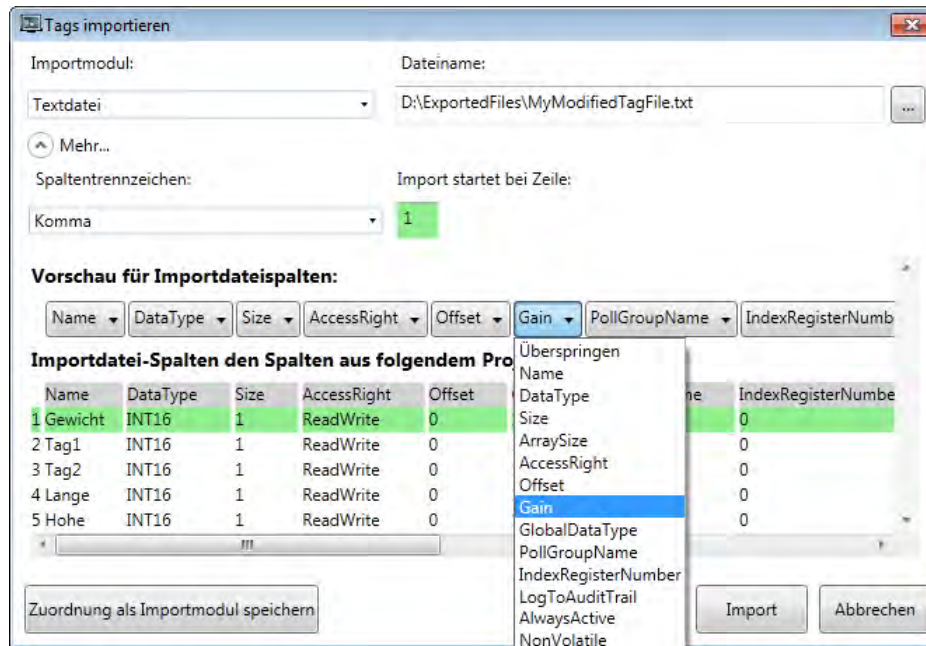 Tags importieren
Importmodul: Dateiname:
Textdatei D:\ExportedFiles\MyModifiedTagFile.txt ...
Mehr...
Spaltentrennzeichen: Import startet bei Zeile:
Komma 1
Vorschau für Importdateispalten:
Name DataType Size AccessRight Offset Gain PollGroupName IndexRegisterNumb
Importdatei-Spalten den Spalten aus folgendem Pro
Name DataType Size AccessRight Offset me IndexRegisterNumbe
1 Gewicht INT16 1 ReadWrite 0 0
2 Tag1 INT16 1 ReadWrite 0 0
3 Tag2 INT16 1 ReadWrite 0 0
4 Lange INT16 1 ReadWrite 0 0
5 Hohe INT16 1 ReadWrite 0 0
Überspringen
Name
DataType
Size
ArraySize
AccessRight
Offset
Gain
GlobalDataType
PollGroupName
IndexRegisterNumber
LogToAuditTrail
AlwaysActive
NonVolatile
Zuordnung als Importmodul speichern Import Abbrechen